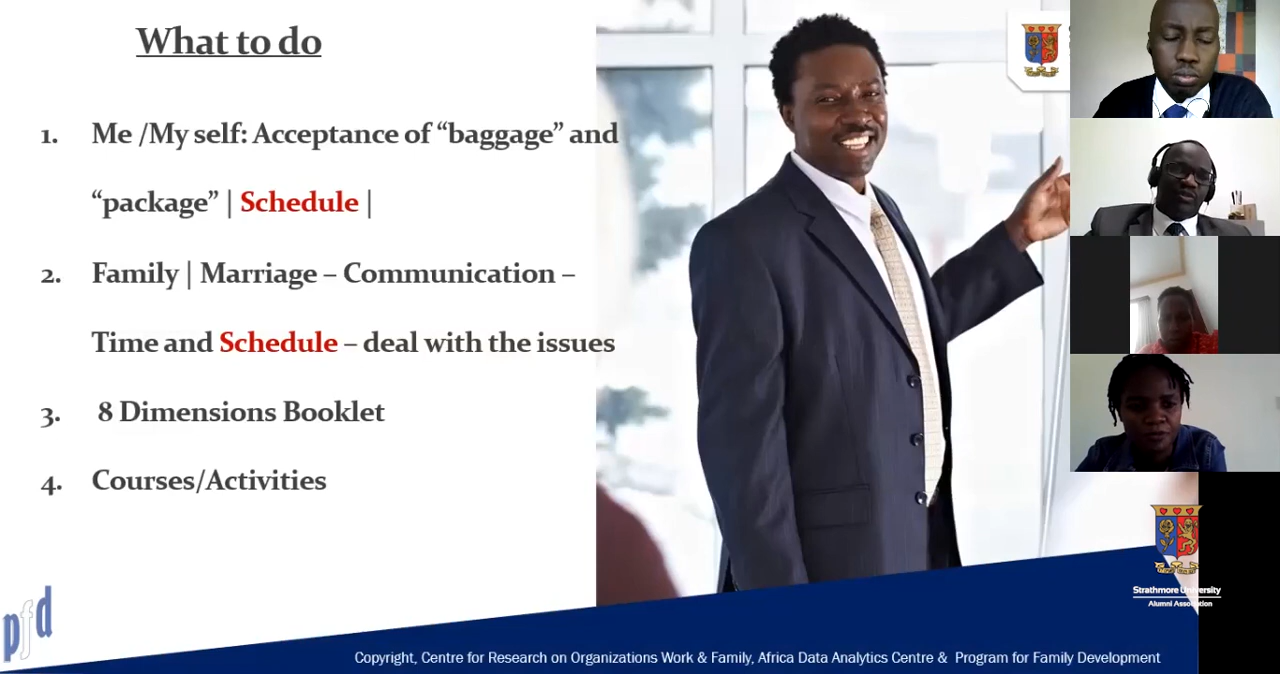 What to do
1. Me /My self: Acceptance of “baggage” and
“package” | Schedule |
2. Family | Marriage – Communication –
Time and Schedule – deal with the issues
3. 8 Dimensions Booklet
4. Courses/Activities
pfd
Strathmore University
Alumni Association
Copyright, Centre for Research on Organizations Work & Family, Africa Data Analytics Centre & Program for Family Development